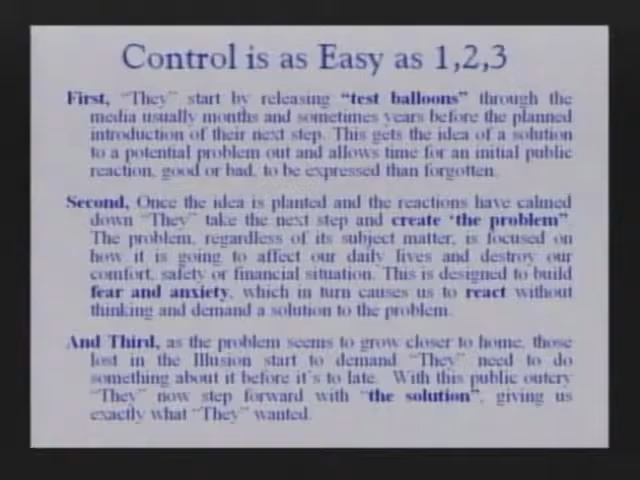 Control is as Easy as 1,2,3
First, "They" start by releasing "test balloons" through the
media usually months and sometimes years before the planned
introduction of their next step. This gets the idea of a solution
to a potential problem out and allows time for an initial public
reaction, good or bad, to be expressed than forgotten.
Second, Once the idea is planted and the reactions have calmed
down "They" take the next step and create 'the problem".
The problem, regardless of its subject matter, is focused on
how it is going to affect our daily lives and destroy our
comfort, safety or financial situation. This is designed to build
fear and anxiety, which in turn causes us to react without
thinking and demand a solution to the problem.
And Third, as the problem seems to grow closer to home, those
lost in the Illusion start to demand "They" need to do
something about it before it's to late. With this public outcry
"They" now step forward with "the solution", giving us
exactly what "They" wanted.